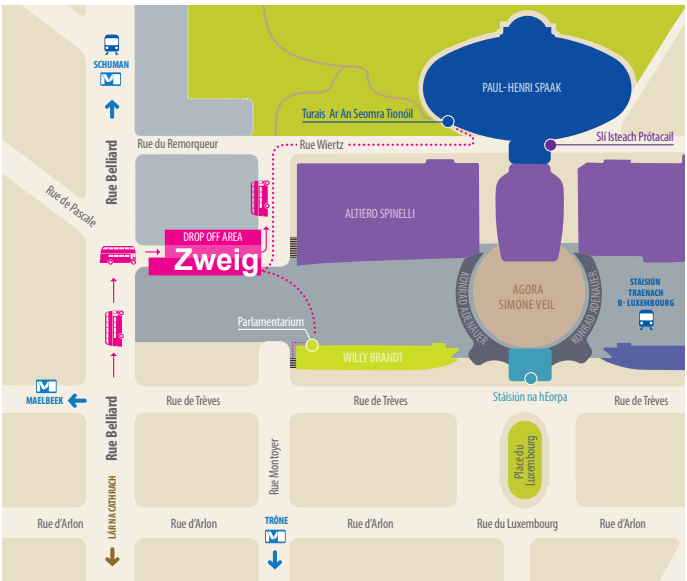 SCHUMAN
M
PAUL-HENRI SPAAK
Turais Ar An Seomra Tionóil
Slí Isteach Prótacail
Rue du Remorqueur
Rue Wiertz
Rue Belliard
Rue de Pascale
ALTIERO SPINELLI
DROP OFF AREA
Zweig
KONRAD ADENAUER
AGORA
SIMONE VEIL
KONRAD ADENAUER
STÁISIÚN
TRAENACH
B- LUXEMBOURG
Parlamentarium
WILLY BRANDT
M
MAELBEEK
Rue Belliard
Rue de Trèves
Rue de Trèves
Stáisiún na hEorpa
Rue de Trèves
Rue Montoyer
Place du
Luxembourg
LÁR NA CATHRACH
Rue d'Arlon
Rue d'Arlon
TRÔNE
M
Rue d'Arlon
Rue du Luxembourg
Rue d'Arlon